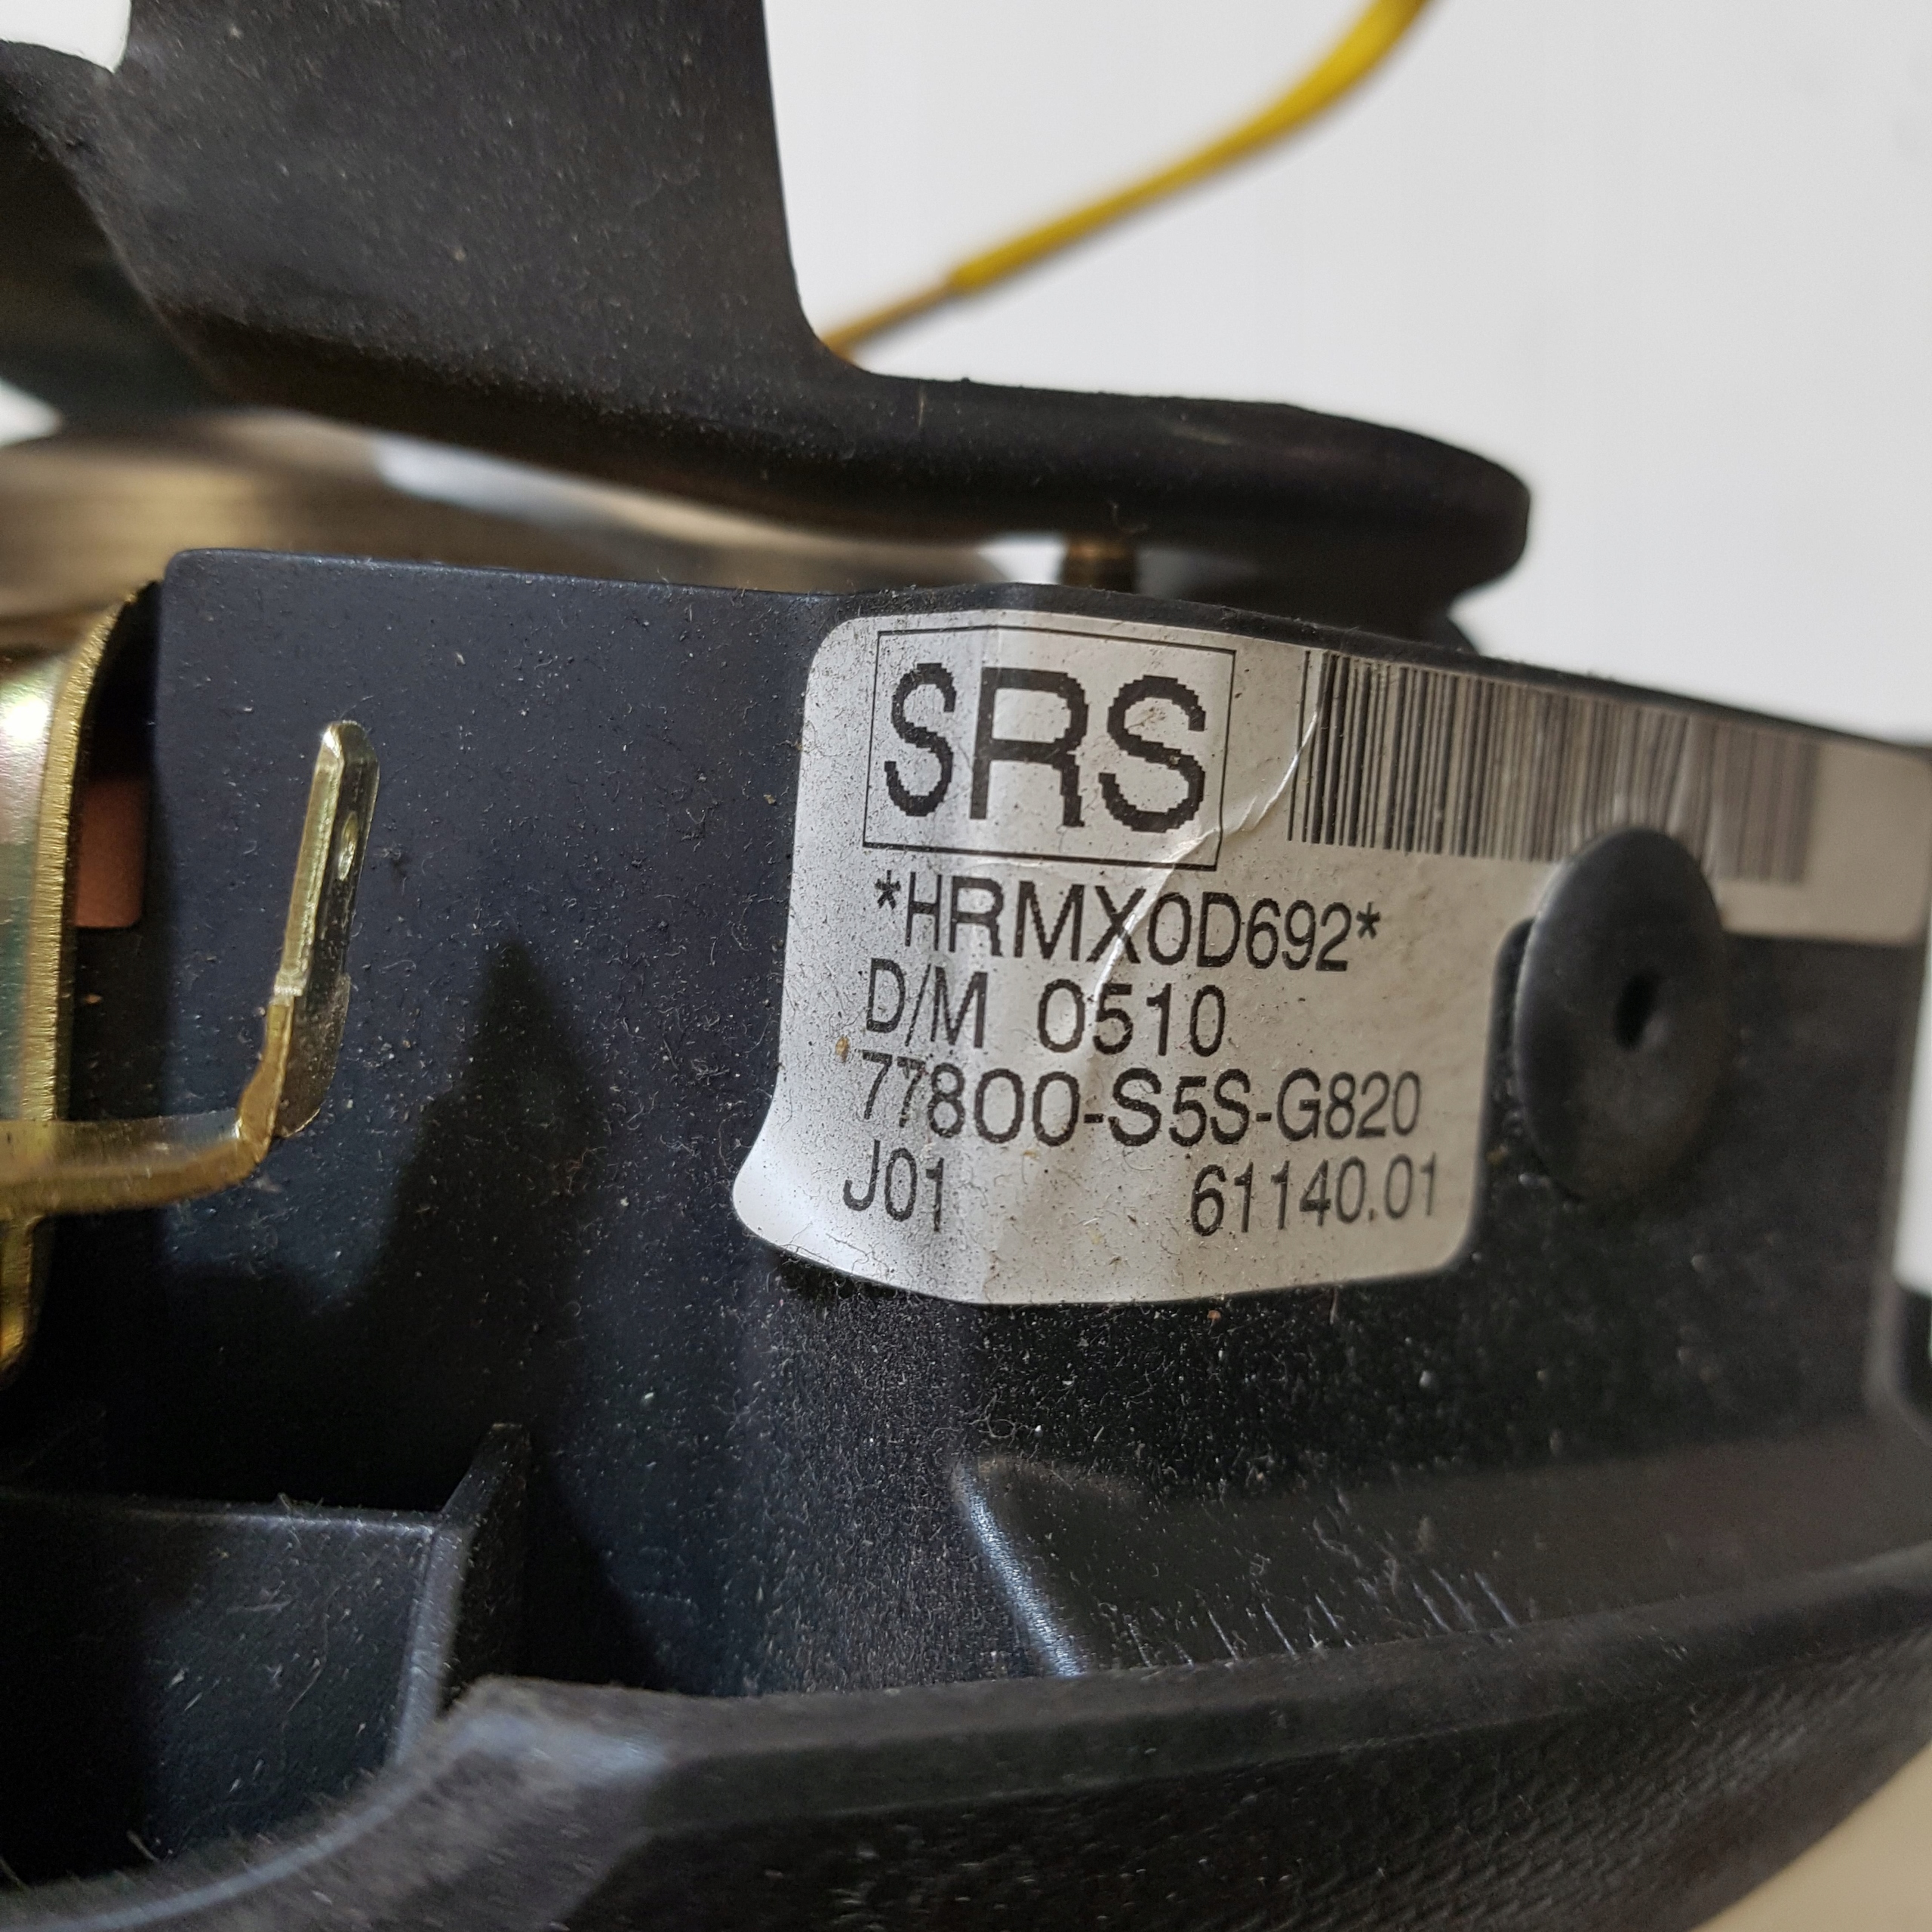 SRS
*HRMX0D692*
D/M 0510
77800-S5S-G820
J01 61140.01